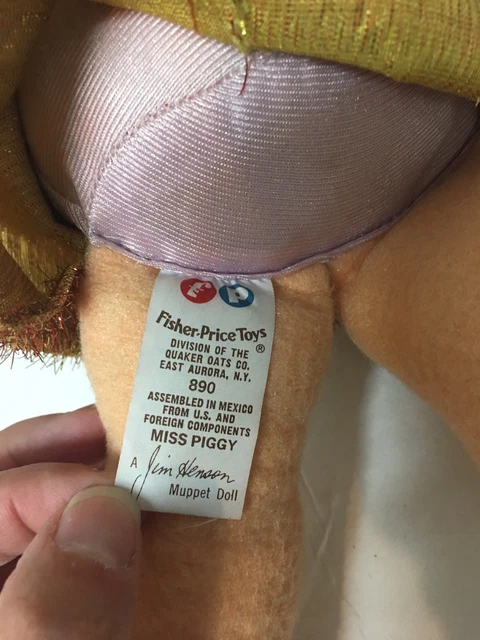 Fisher-Price Toys
®
DIVISION OF THE
QUAKER OATS CO.
EAST AURORA, N.Y.
890
ASSEMBLED IN MEXICO
FROM U.S. AND
FOREIGN COMPONENTS
MISS PIGGY
A Jim Henson
Muppet Doll